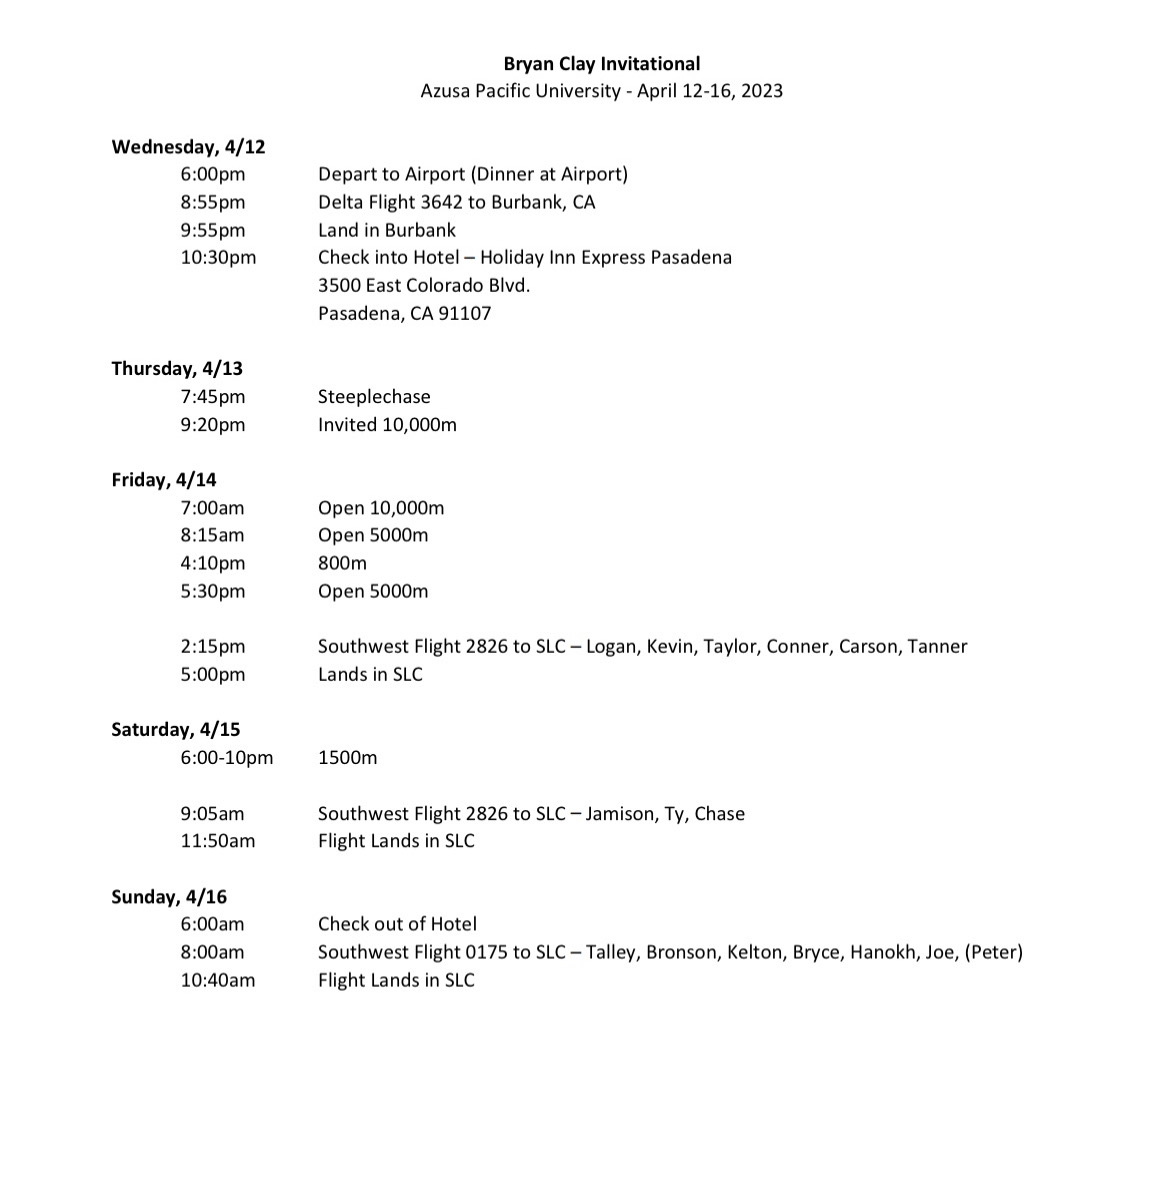 Bryan Clay Invitational
Azusa Pacific University - April 12-16, 2023
Wednesday, 4/12
6:00pm Depart to Airport (Dinner at Airport)
8:55pm Delta Flight 3642 to Burbank, CA
9:55pm Land in Burbank
10:30pm Check into Hotel – Holiday Inn Express Pasadena
3500 East Colorado Blvd.
Pasadena, CA 91107
Thursday, 4/13
7:45pm Steeplechase
9:20pm Invited 10,000m
Friday, 4/14
7:00am Open 10,000m
8:15am Open 5000m
4:10pm 800m
5:30pm Open 5000m
2:15pm Southwest Flight 2826 to SLC – Logan, Kevin, Taylor, Conner, Carson, Tanner
5:00pm Lands in SLC
Saturday, 4/15
6:00-10pm 1500m
9:05am Southwest Flight 2826 to SLC – Jamison, Ty, Chase
11:50am Flight Lands in SLC
Sunday, 4/16
6:00am Check out of Hotel
8:00am Southwest Flight 0175 to SLC – Talley, Bronson, Kelton, Bryce, Hanokh, Joe, (Peter)
10:40am Flight Lands in SLC